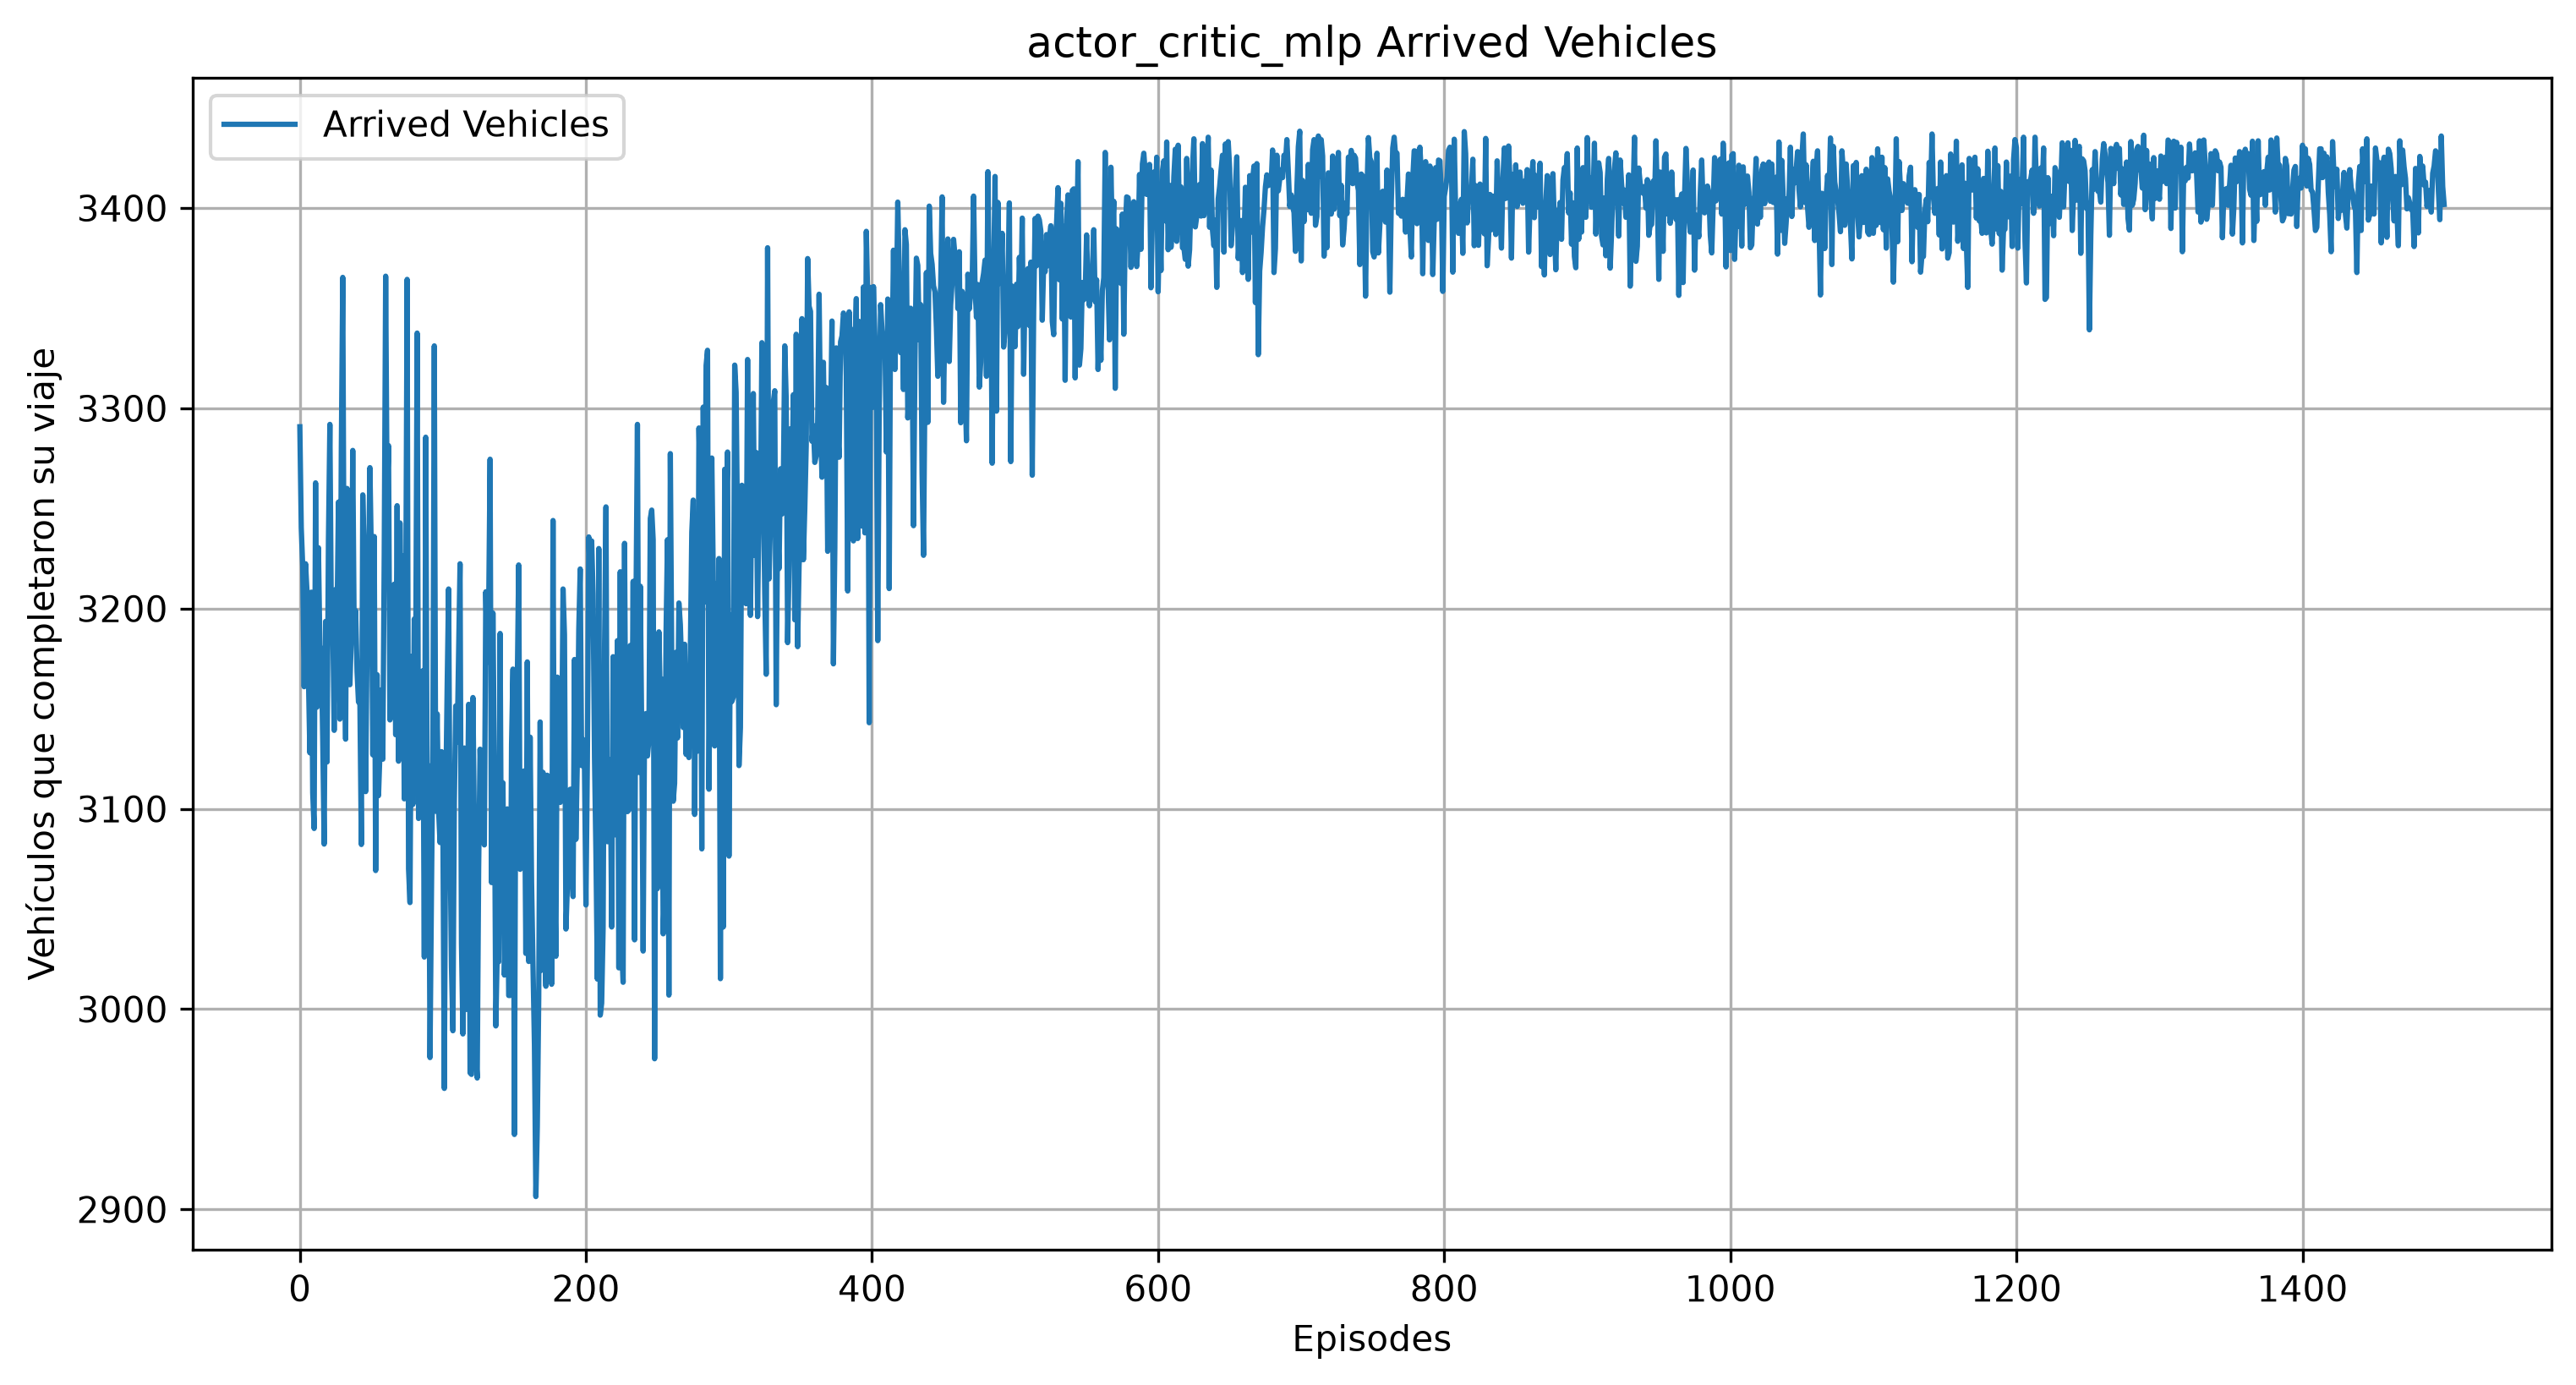 actor_critic_mlp Arrived Vehicles
Arrived Vehicles
Vehículos que completaron su viaje
3400
3300
3200
3100
3000
2900
0 200 400 600 800 1000 1200 1400
Episodes